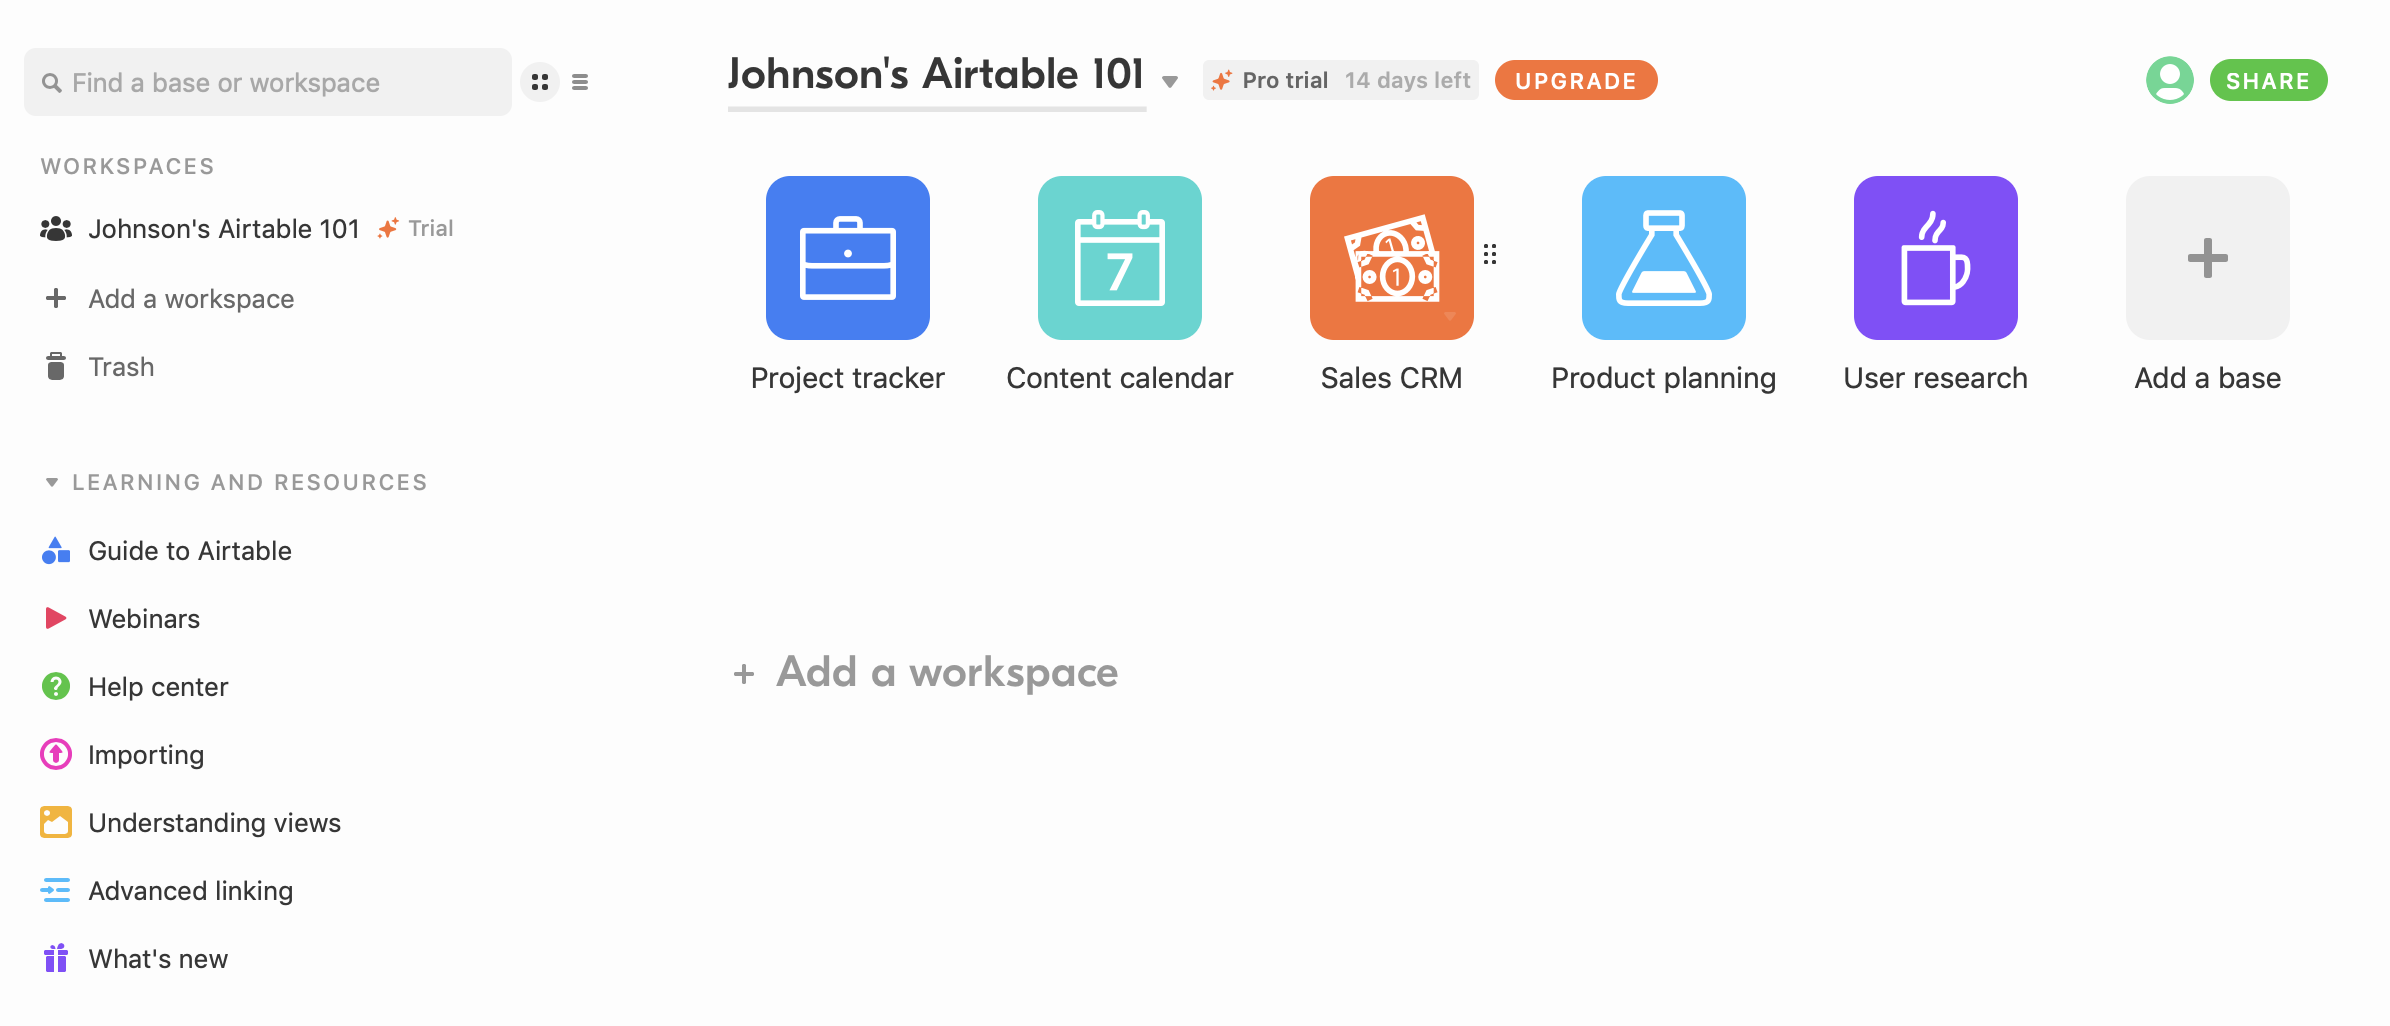 Find a base or workspace
WORKSPACES
Johnson's Airtable 101 Trial
Add a workspace
Trash
LEARNING AND RESOURCES
Guide to Airtable
Webinars
Help center
Importing
Understanding views
Advanced linking
What's new
Johnson's Airtable 101 Pro trial 14 days left UPGRADE SHARE
7
1
1
Project tracker
Content calendar
Sales CRM
Product planning
User research
Add a base
+ Add a workspace